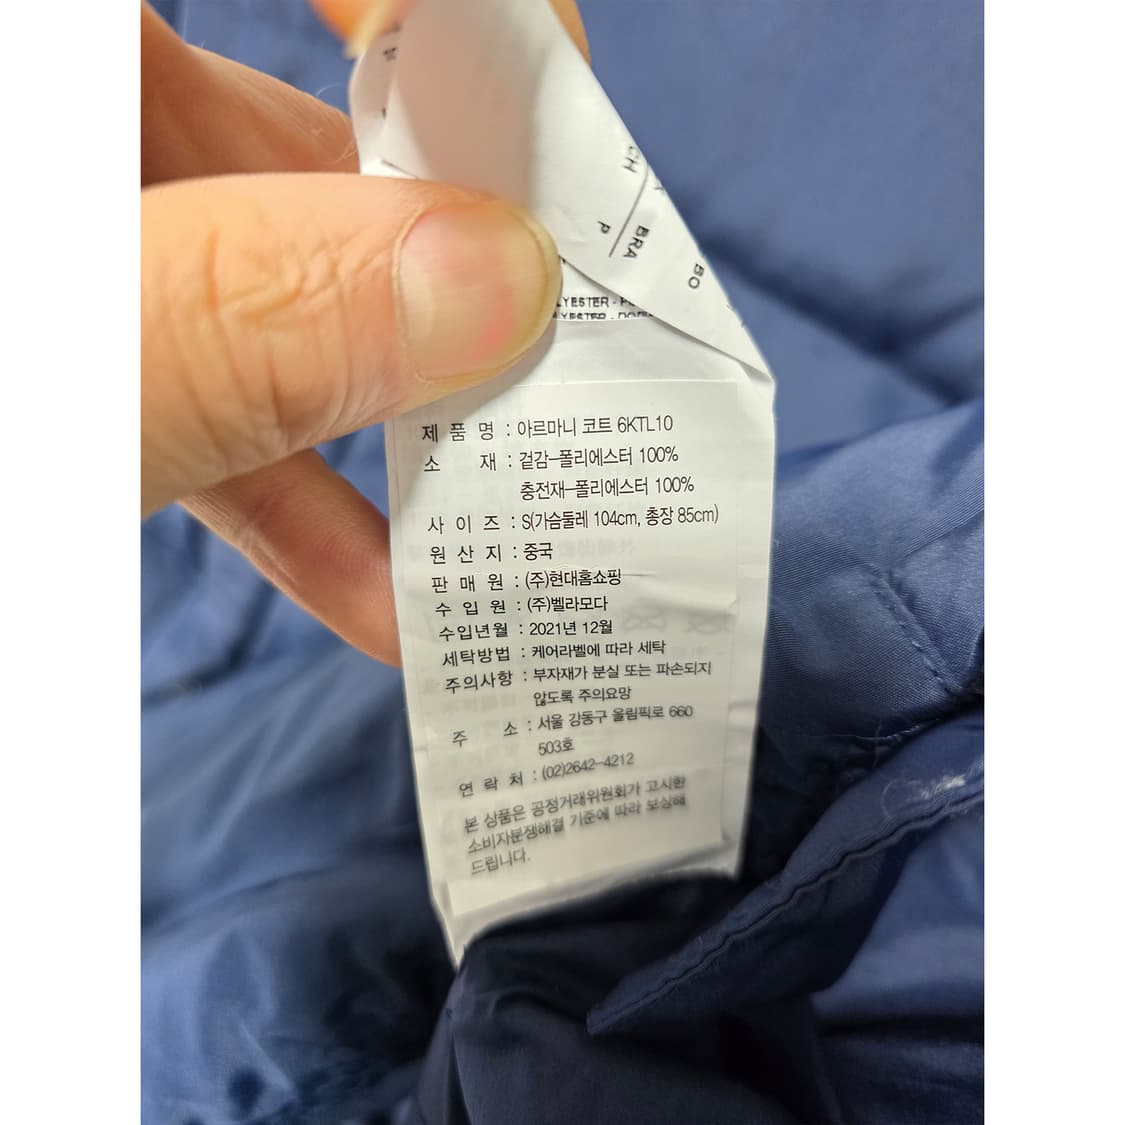 CH
BRA
P
BO
LYESTER - PO
LYESTER - POLI
제 품 명 : 아르마니 코트 6KTL10
소 재 : 겉감-폴리에스터 100%
충전재-폴리에스터 100%
사 이 즈 : S(가슴둘레 104cm, 총장 85cm)
원 산 지 : 중국
판 매 원 : (주)현대홈쇼핑
수 입 원 : (주)벨라모다
수입년월 : 2021년 12월
세탁방법 : 케어라벨에 따라 세탁
주의사항 : 부자재가 분실 또는 파손되지
않도록 주의요망
주 소 : 서울 강동구 올림픽로 660
503호
연 락 처 : (02)2642-4212
본 상품은 공정거래위원회가 고시한
소비자분쟁해결 기준에 따라 보상해
드립니다.